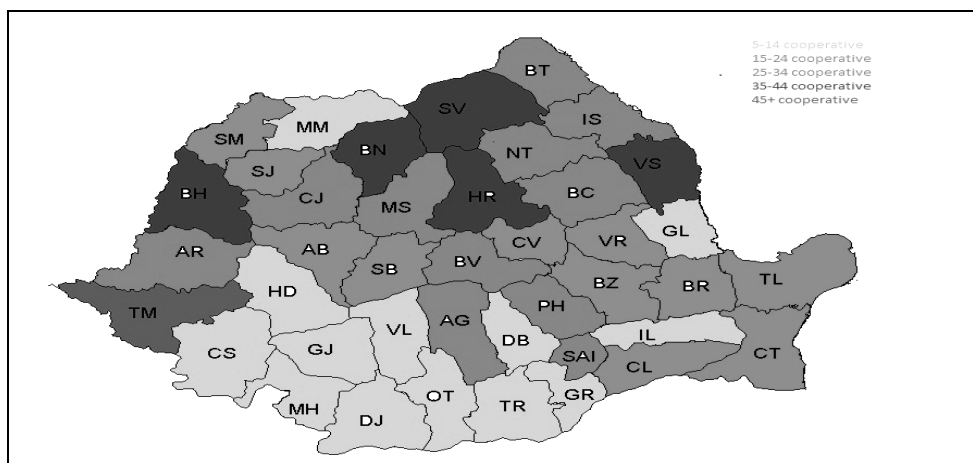 5-14 cooperative
15-24 cooperative
25-34 cooperative
35-44 cooperative
45+ cooperative
BT
SV
IS
MM
SM
BN
NT
SJ
VS
BH
CJ
MS
HR
BC
GL
AR
AB
CV
VR
SB
BV
TL
HD
BZ
BR
TM
PH
VL
AG
IL
DB
CS
GJ
SAI
CL
CT
OT
GR
MH
TR
DJ